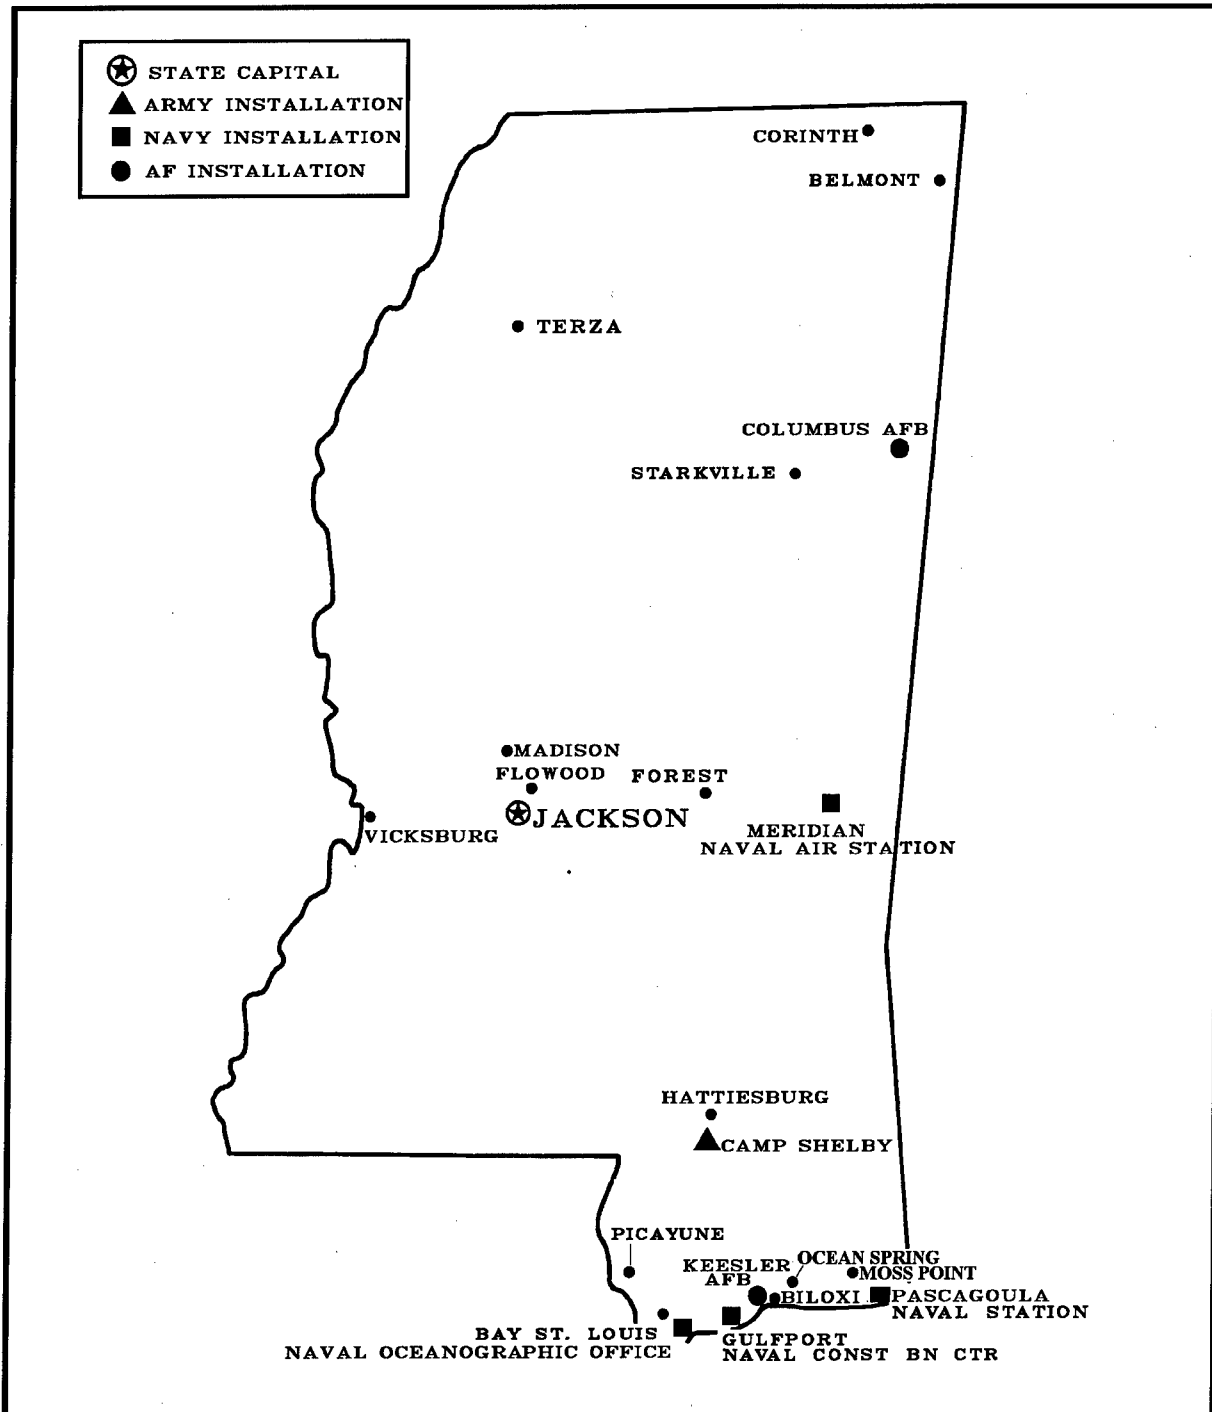 STATE CAPITAL
ARMY INSTALLATION
NAVY INSTALLATION
AF INSTALLATION
CORINTH
BELMONT
TERZA
COLUMBUS AFB
STARKVILLE
MADISON
FLOWOOD
FOREST
JACKSON
VICKSBURG
MERIDIAN
NAVAL AIR STATION
HATTIESBURG
CAMP SHELBY
PICAYUNE
KEESLER
AFB
OCEAN SPRING
MOSS POINT
BILOXI
PASCAGOULA
NAVAL STATION
BAY ST. LOUIS
NAVAL OCEANOGRAPHIC OFFICE
GULFPORT
NAVAL CONST BN CTR